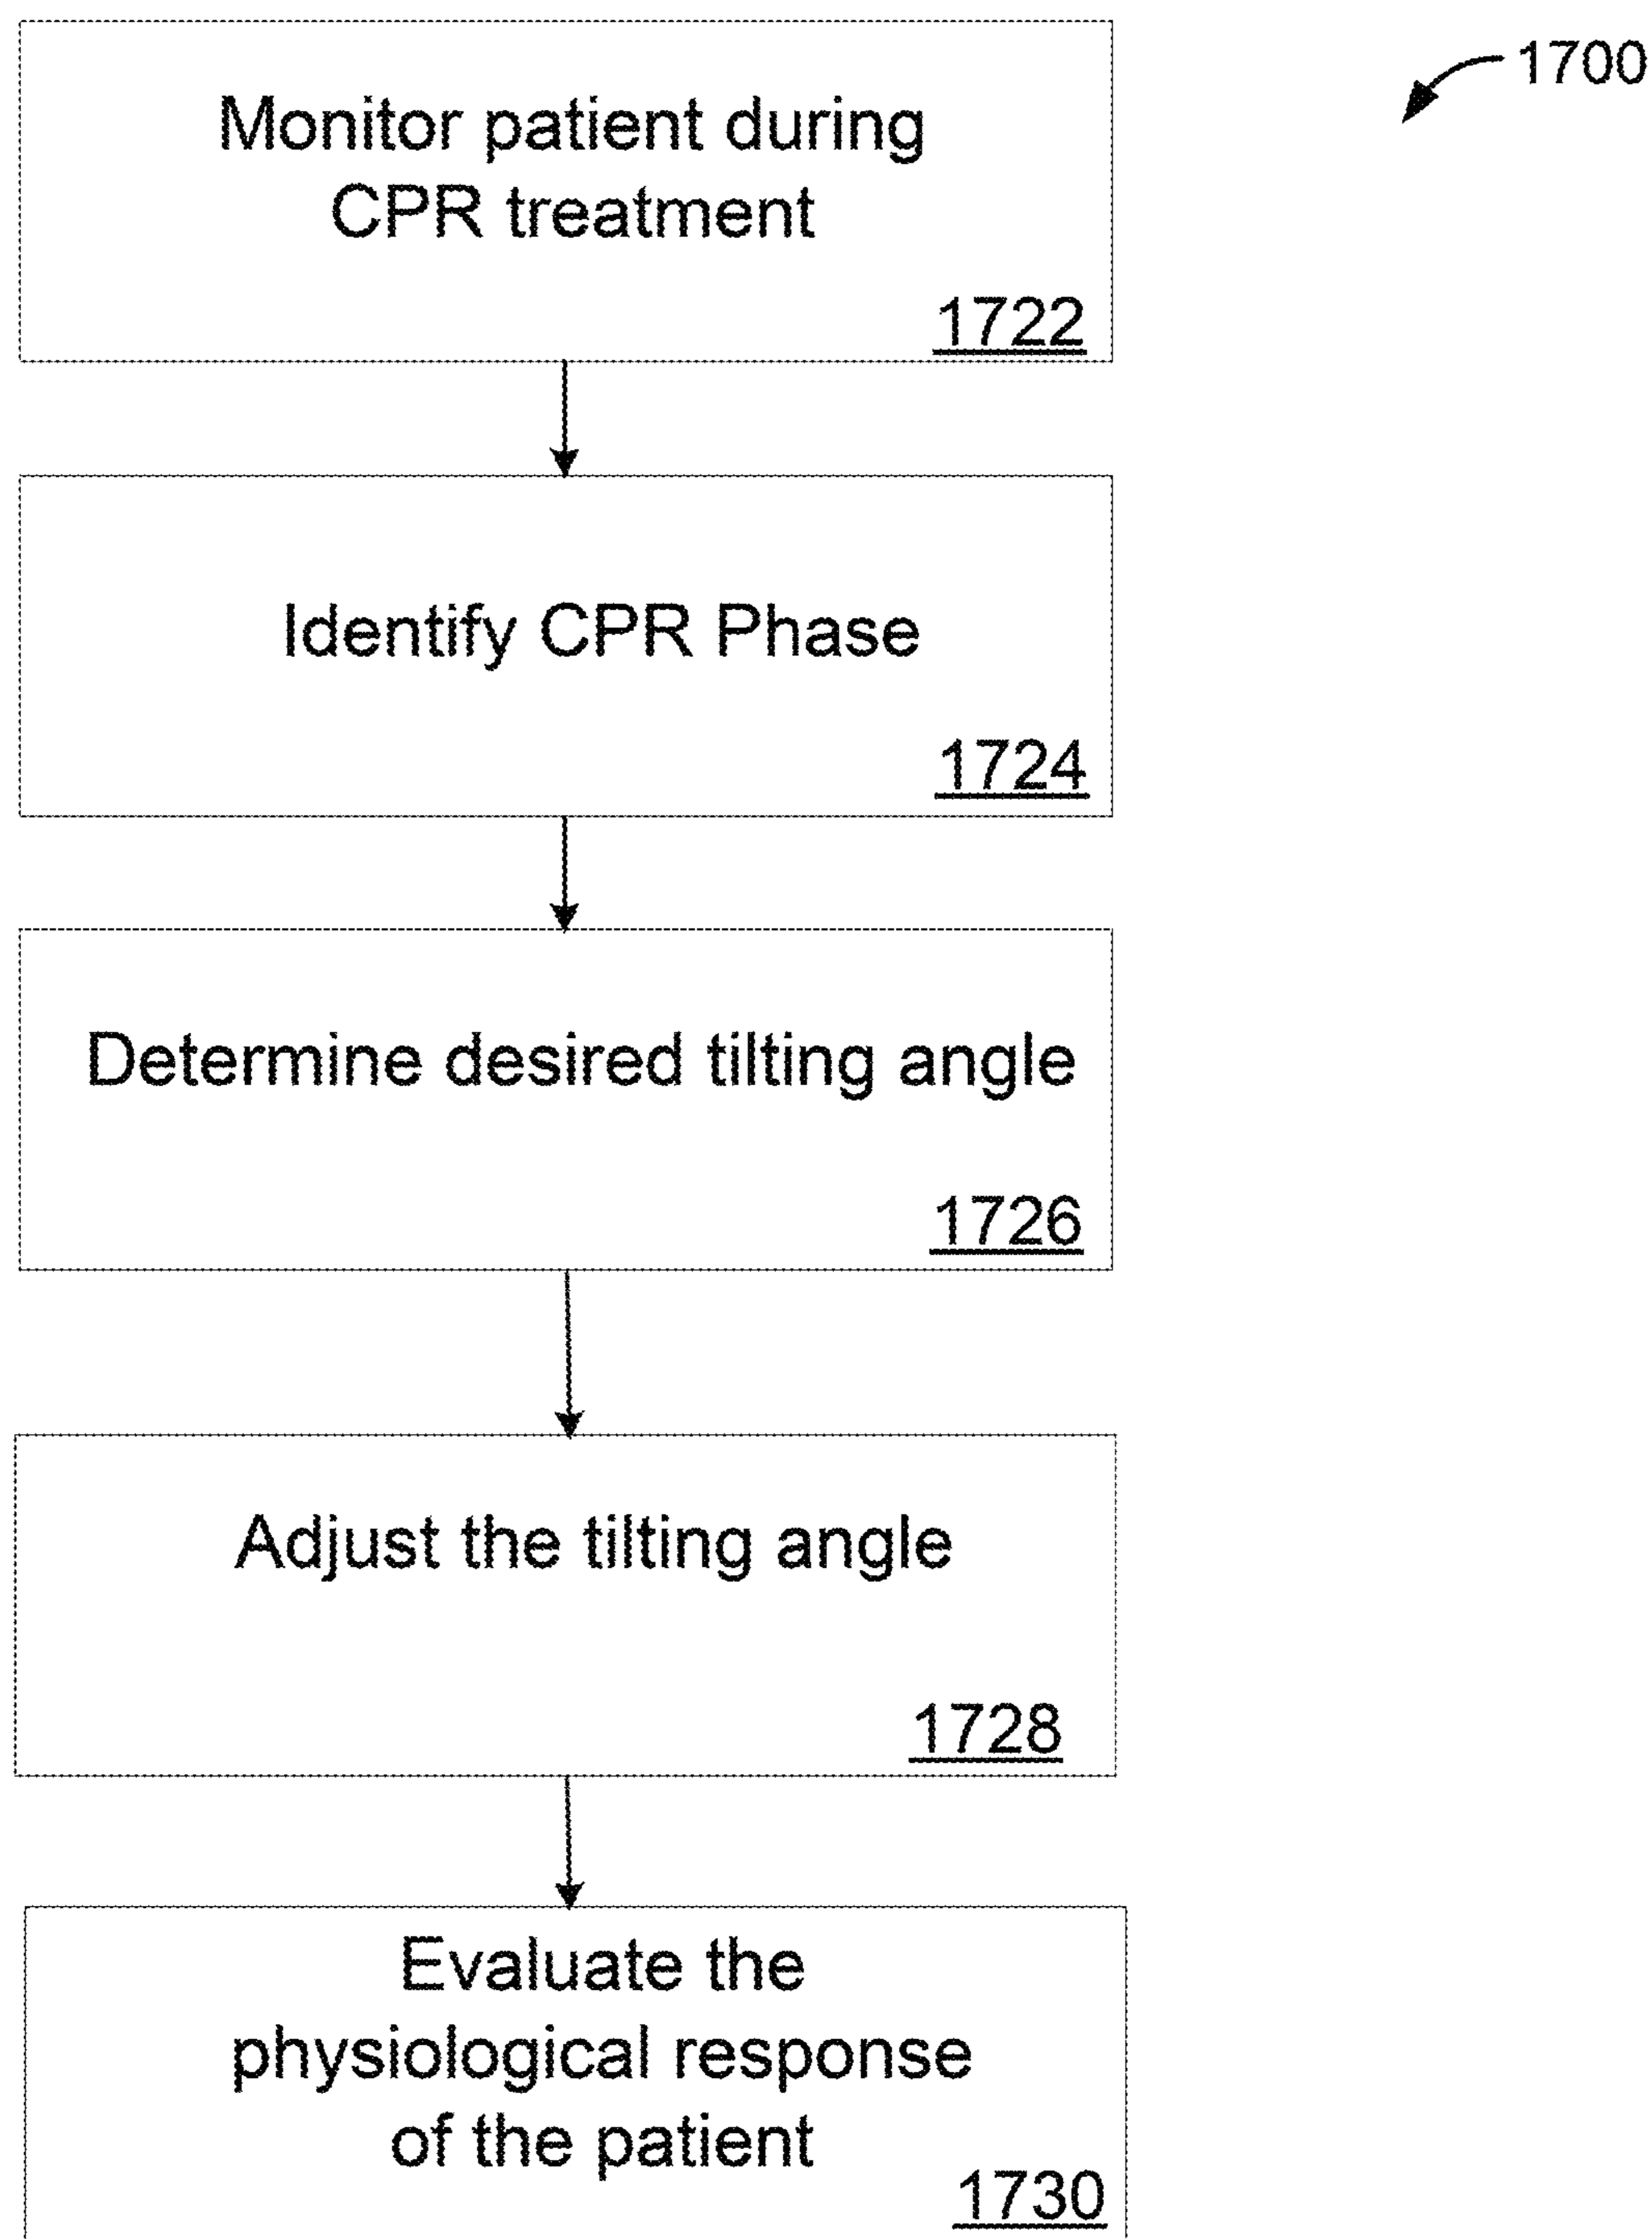 1700
Monitor patient during
CPR treatment
1722
Identify CPR Phase
1724
Determine desired tilting angle
1726
Adjust the tilting angle
1728
Evaluate the
physiological response
of the patient
1730